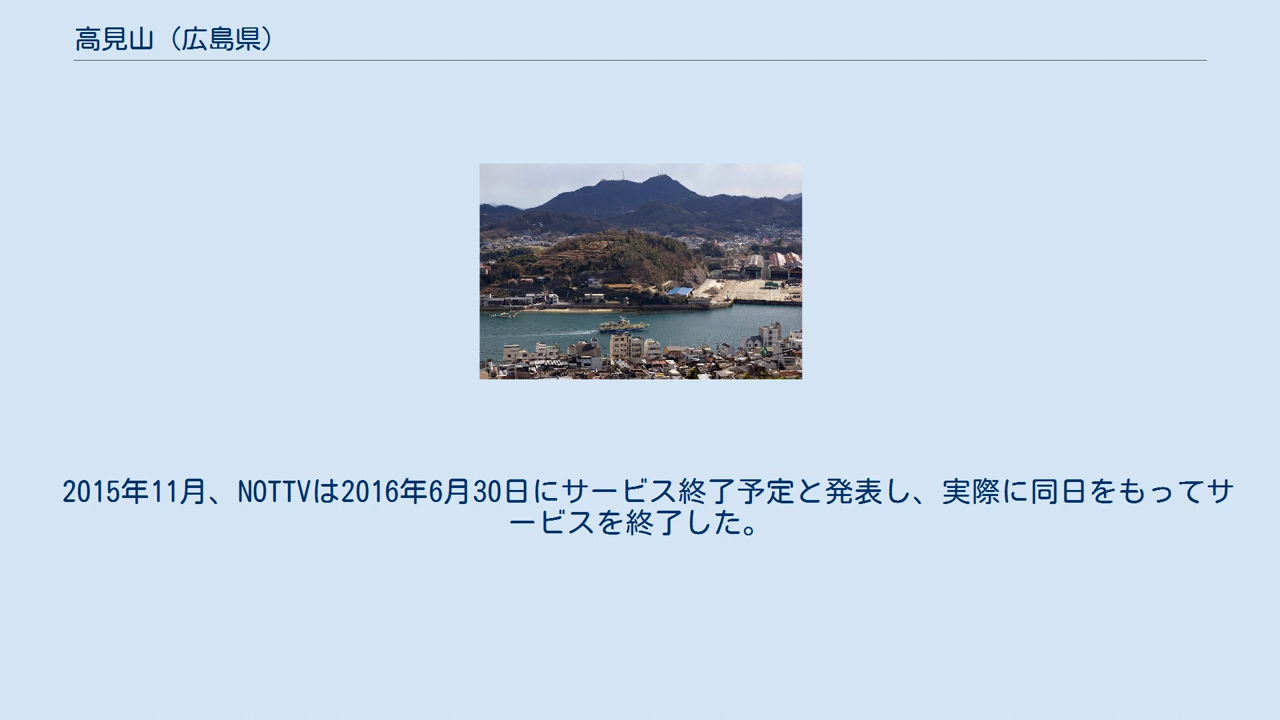 高見山（広島県）
2015年11月、NOTTVは2016年6月30日にサービス終了予定と発表し、実際に同日をもってサ
ービスを終了した。